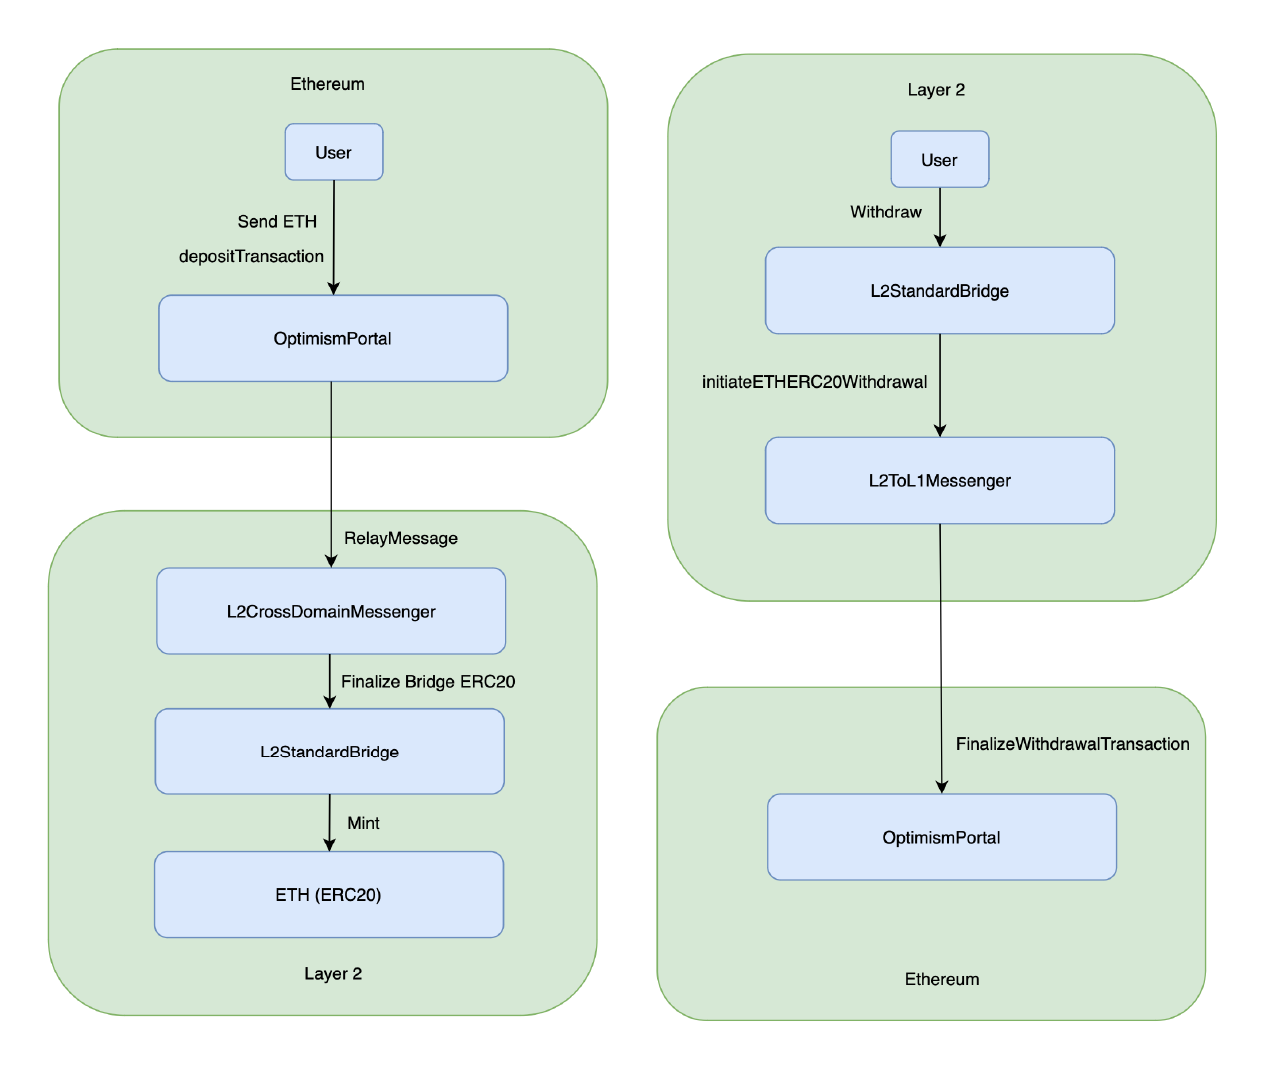 Ethereum
User
Send ETH
depositTransaction
OptimismPortal
RelayMessage
L2CrossDomainMessenger
Finalize Bridge ERC20
L2StandardBridge
Mint
ETH (ERC20)
Layer 2
Layer 2
User
Withdraw
L2StandardBridge
initiateETHERC20Withdrawal
L2ToL1Messenger
FinalizeWithdrawalTransaction
OptimismPortal
Ethereum